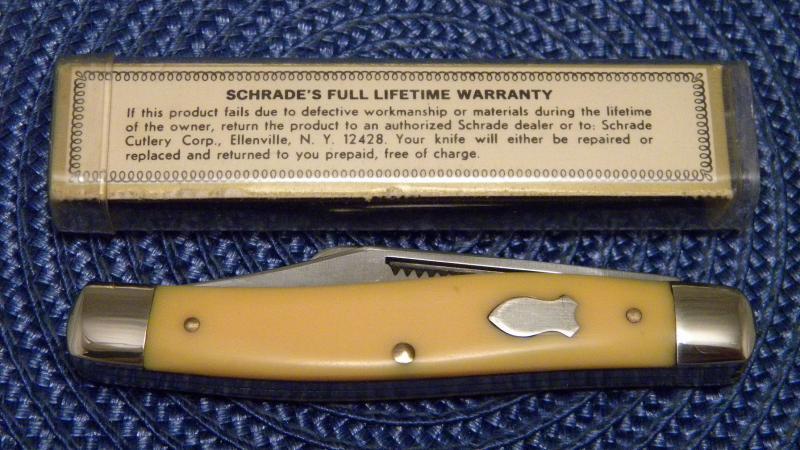 SCHRADE'S FULL LIFETIME WARRANTY
If this product fails due to defective workmanship or materials during the lifetime
of the owner, return the product to an authorized Schrade dealer or to: Schrade
Cutlery Corp., Ellenville, N. Y. 12428. Your knife will either be repaired or
replaced and returned to you prepaid, free of charge.